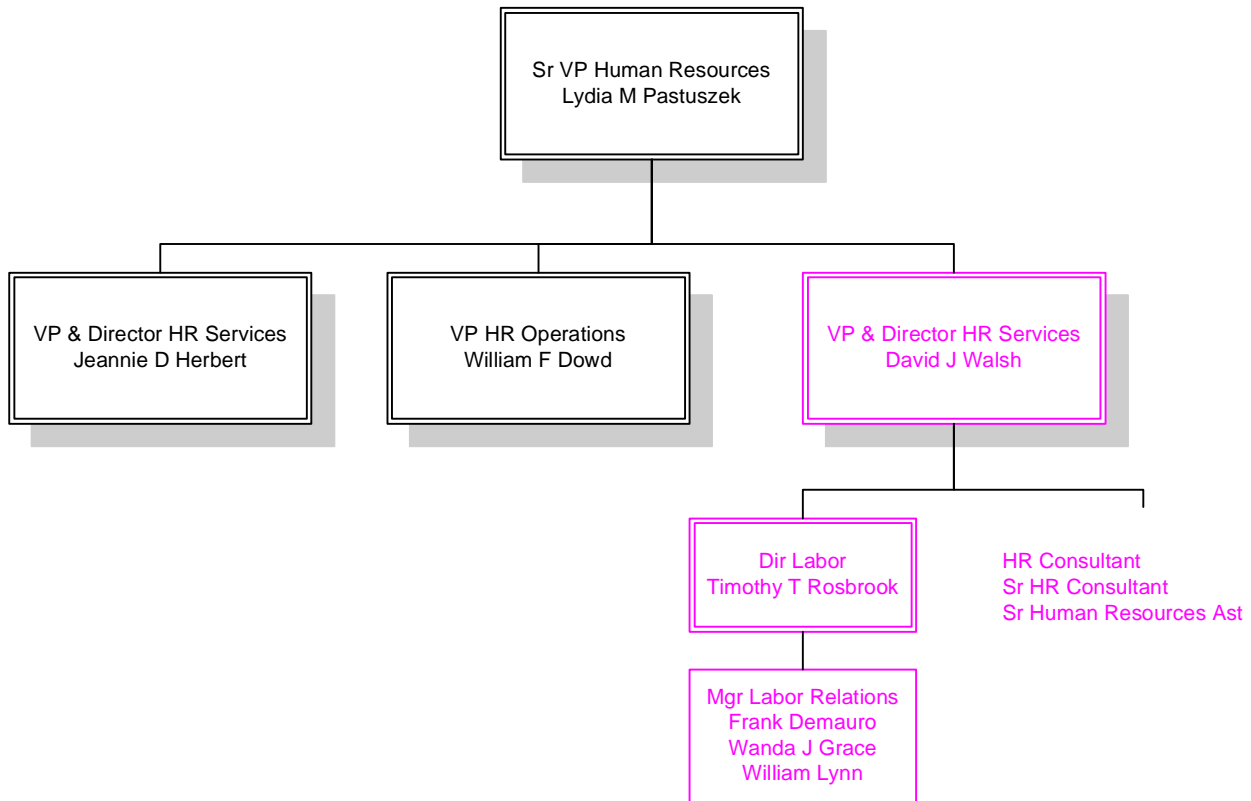 Sr VP Human Resources
Lydia M Pastuszek
VP & Director HR Services
Jeannie D Herbert
VP HR Operations
William F Dowd
VP & Director HR Services
David J Walsh
Dir Labor
Timothy T Rosbrook
HR Consultant
Sr HR Consultant
Sr Human Resources Ast
Mgr Labor Relations
Frank Demauro
Wanda J Grace
William Lynn